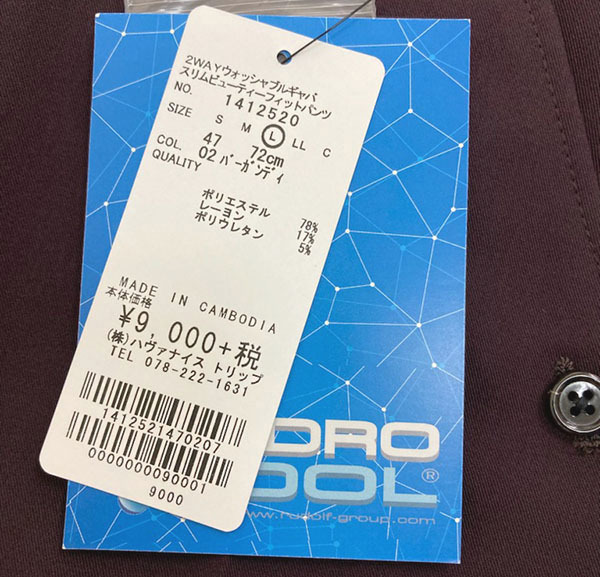 2WAYウォッシャブルギャバ
スリムビューティーフィットパンツ
NO. 1412520
SIZE S M L LL C
47 72cm
COL. 02 バーガンディ
QUALITY
ポリエステル 78%
レーヨン 17%
ポリウレタン 5%
MADE IN CAMBODIA
本体価格
¥9,000+税
(株)ハヴァナイス トリップ
TEL 078-222-1631
1412521470207
0000000090001
9000
DRO
OOL®
www.rudolf-group.com